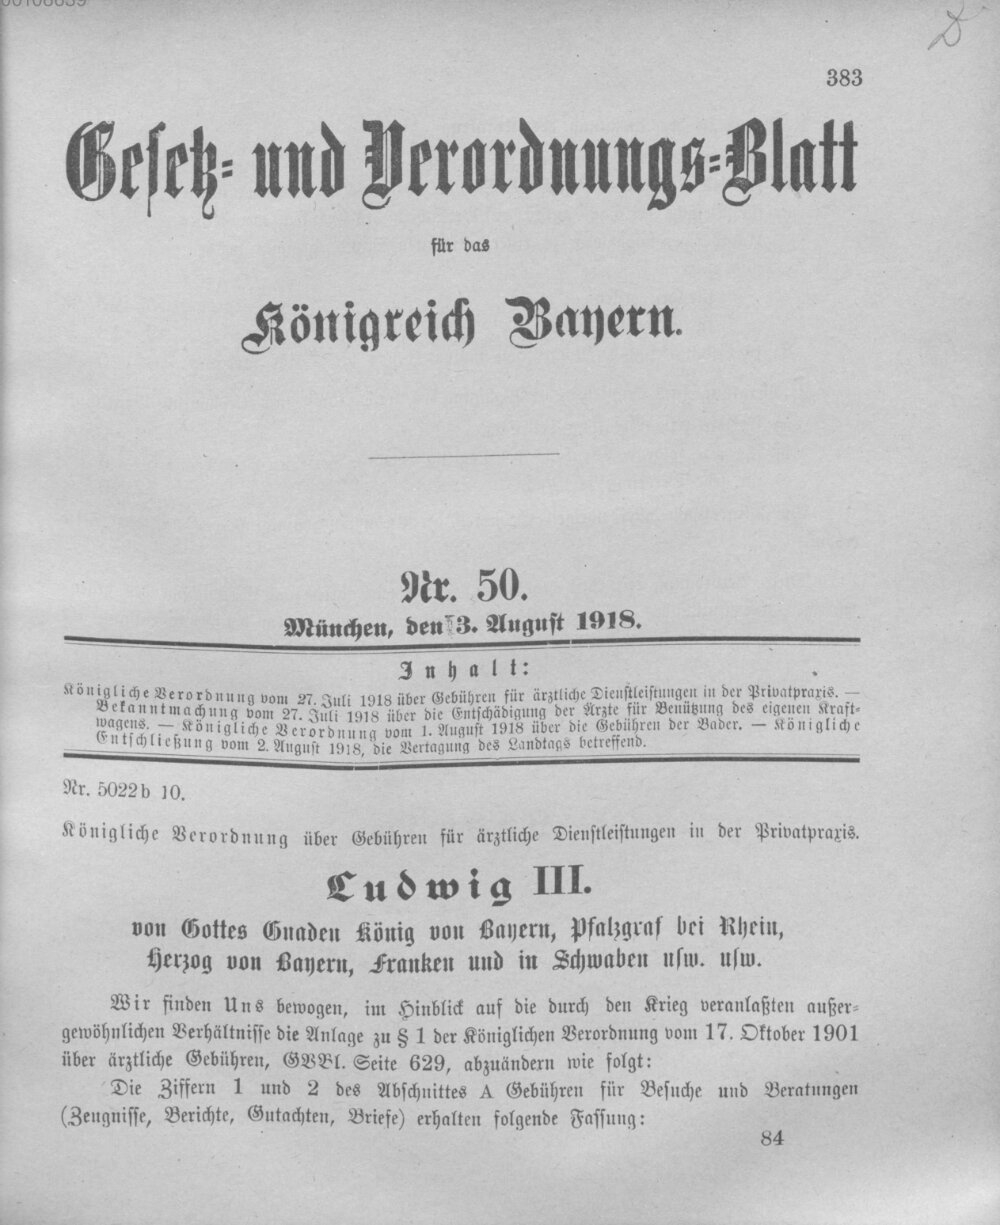 383
Gesetz- und Verordnungs-Blatt
für das
Königreich Bayern.
Nr. 50.
München, den 3. August 1918.
Inhalt:
Königliche Verordnung vom 27. Juli 1918 über Gebühren für ärztliche Dienstleistungen in der Privatpraxis. —
Bekanntmachung vom 27. Juli 1918 über die Entschädigung der Ärzte für Benützung des eigenen Kraft-
wagens. — Königliche Verordnung vom 1. August 1918 über die Gebühren der Bader. — Königliche
Entschließung vom 2. August 1918, die Vertagung des Landtags betreffend.
Nr. 5022 b 10.
Königliche Verordnung über Gebühren für ärztliche Dienstleistungen in der Privatpraxis.
Ludwig III.
von Gottes Gnaden König von Bayern, Pfalzgraf bei Rhein,
Herzog von Bayern, Franken und in Schwaben usw. usw.
Wir finden Uns bewogen, im Hinblick auf die durch den Krieg veranlaßten außer-
gewöhnlichen Verhältnisse die Anlage zu § 1 der Königlichen Verordnung vom 17. Oktober 1901
über ärztliche Gebühren, GVBl. Seite 629, abzuändern wie folgt:
Die Ziffern 1 und 2 des Abschnittes A Gebühren für Besuche und Beratungen
(Zeugnisse, Berichte, Gutachten, Briefe) erhalten folgende Fassung:
84